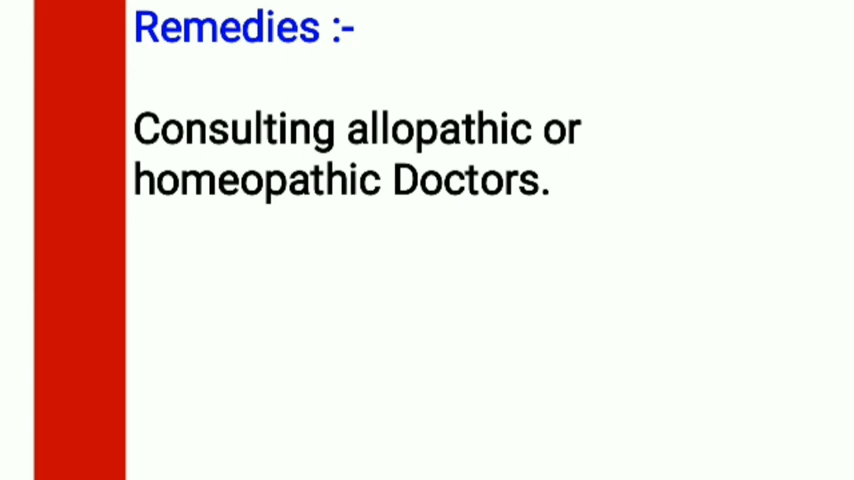 Remedies :-
Consulting allopathic or
homeopathic Doctors.